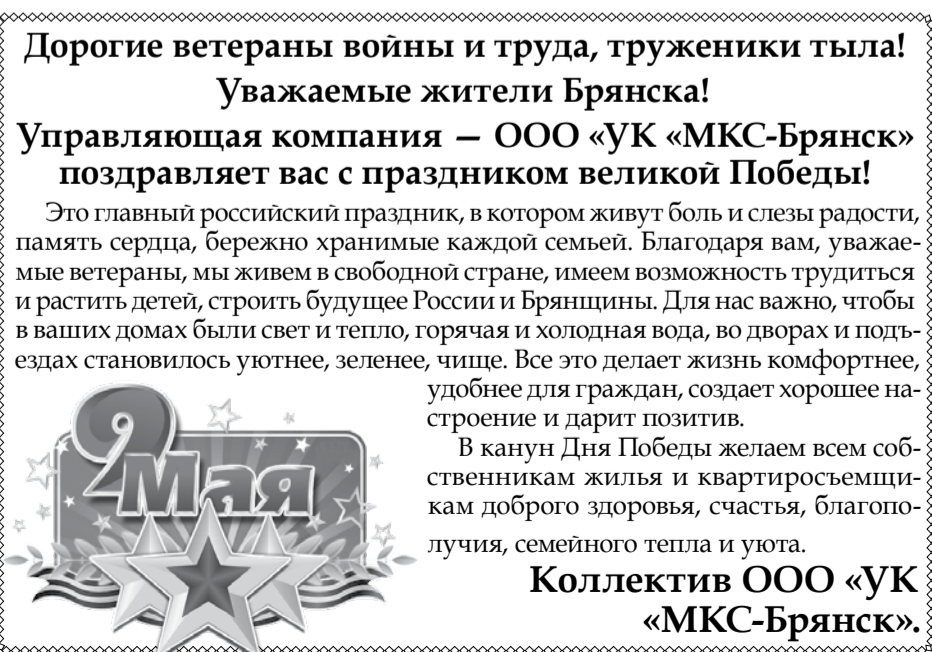 Дорогие ветераны войны и труда, труженики тыла!
Уважаемые жители Брянска!
Управляющая компания — ООО «УК «МКС-Брянск»
поздравляет вас с праздником великой Победы!
Это главный российский праздник, в котором живут боль и слезы радости,
память сердца, бережно хранимые каждой семьей. Благодаря вам, уважае-
мые ветераны, мы живем в свободной стране, имеем возможность трудиться
и растить детей, строить будущее России и Брянщины. Для нас важно, чтобы
в ваших домах были свет и тепло, горячая и холодная вода, во дворах и подъ-
ездах становилось уютнее, зеленее, чище. Все это делает жизнь комфортнее,
удобнее для граждан, создает хорошее на-
строение и дарит позитив.
В канун Дня Победы желаем всем соб-
ственникам жилья и квартиросъемщи-
кам доброго здоровья, счастья, благопо-
лучия, семейного тепла и уюта.
Коллектив ООО «УК
«МКС-Брянск».
9
Мая